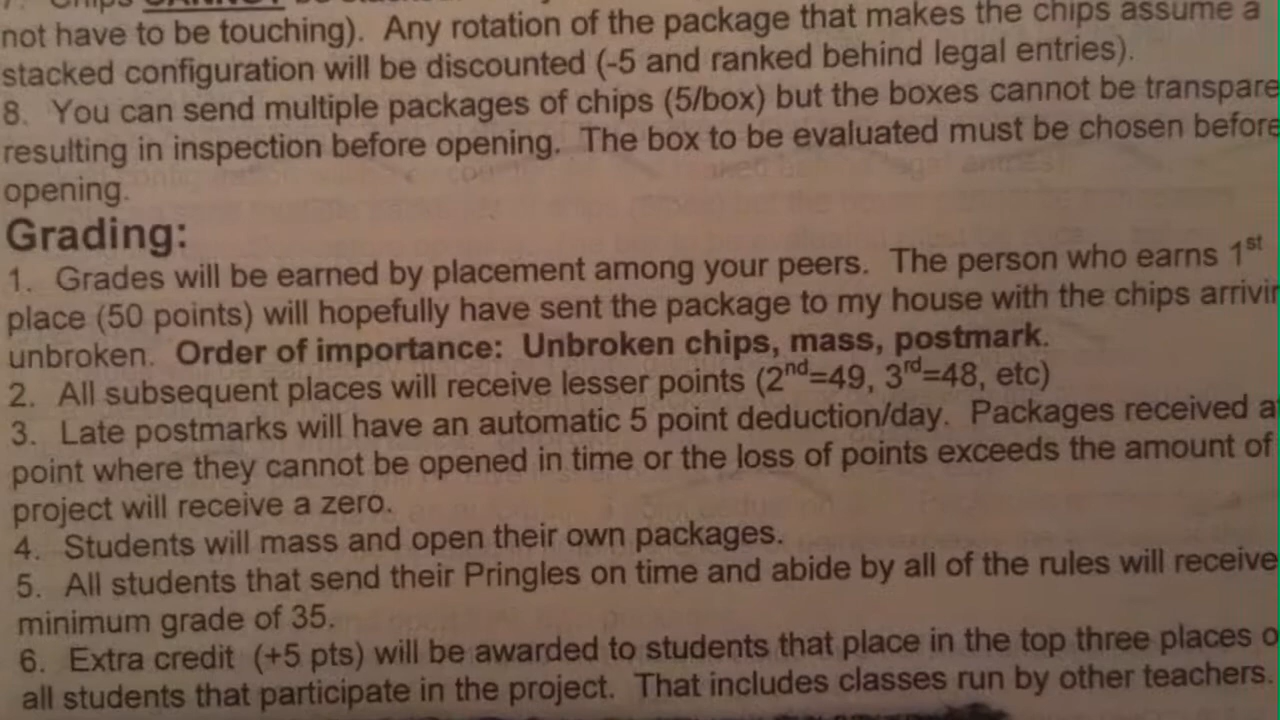 7. Chips CANNOT be
not have to be touching). Any rotation of the package that makes the chips assume a
stacked configuration will be discounted (-5 and ranked behind legal entries).
8. You can send multiple packages of chips (5/box) but the boxes cannot be transpare
resulting in inspection before opening. The box to be evaluated must be chosen before
opening.
Grading:
1. Grades will be earned by placement among your peers. The person who earns 1st
place (50 points) will hopefully have sent the package to my house with the chips arrivin
unbroken. Order of importance: Unbroken chips, mass, postmark.
2. All subsequent places will receive lesser points (2nd=49, 3rd=48, etc)
3. Late postmarks will have an automatic 5 point deduction/day. Packages received a
point where they cannot be opened in time or the loss of points exceeds the amount of
project will receive a zero.
4. Students will mass and open their own packages.
5. All students that send their Pringles on time and abide by all of the rules will receive
minimum grade of 35.
6. Extra credit (+5 pts) will be awarded to students that place in the top three places o
all students that participate in the project. That includes classes run by other teachers.